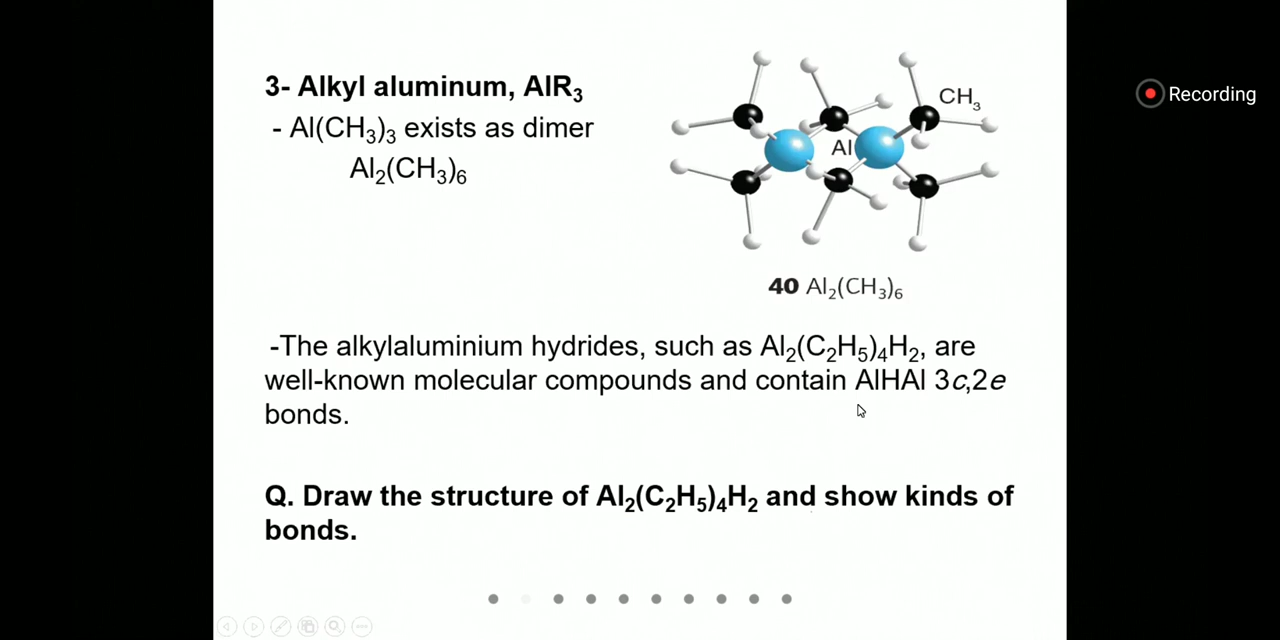 3- Alkyl aluminum, AlR₃
- Al(CH₃)₃ exists as dimer
Al₂(CH₃)₆
CH₃
Al
40 Al₂(CH₃)₆
Recording
-The alkylaluminium hydrides, such as Al₂(C₂H₅)₄H₂, are
well-known molecular compounds and contain AlHAl 3c,2e
bonds.
Q. Draw the structure of Al₂(C₂H₅)₄H₂ and show kinds of
bonds.